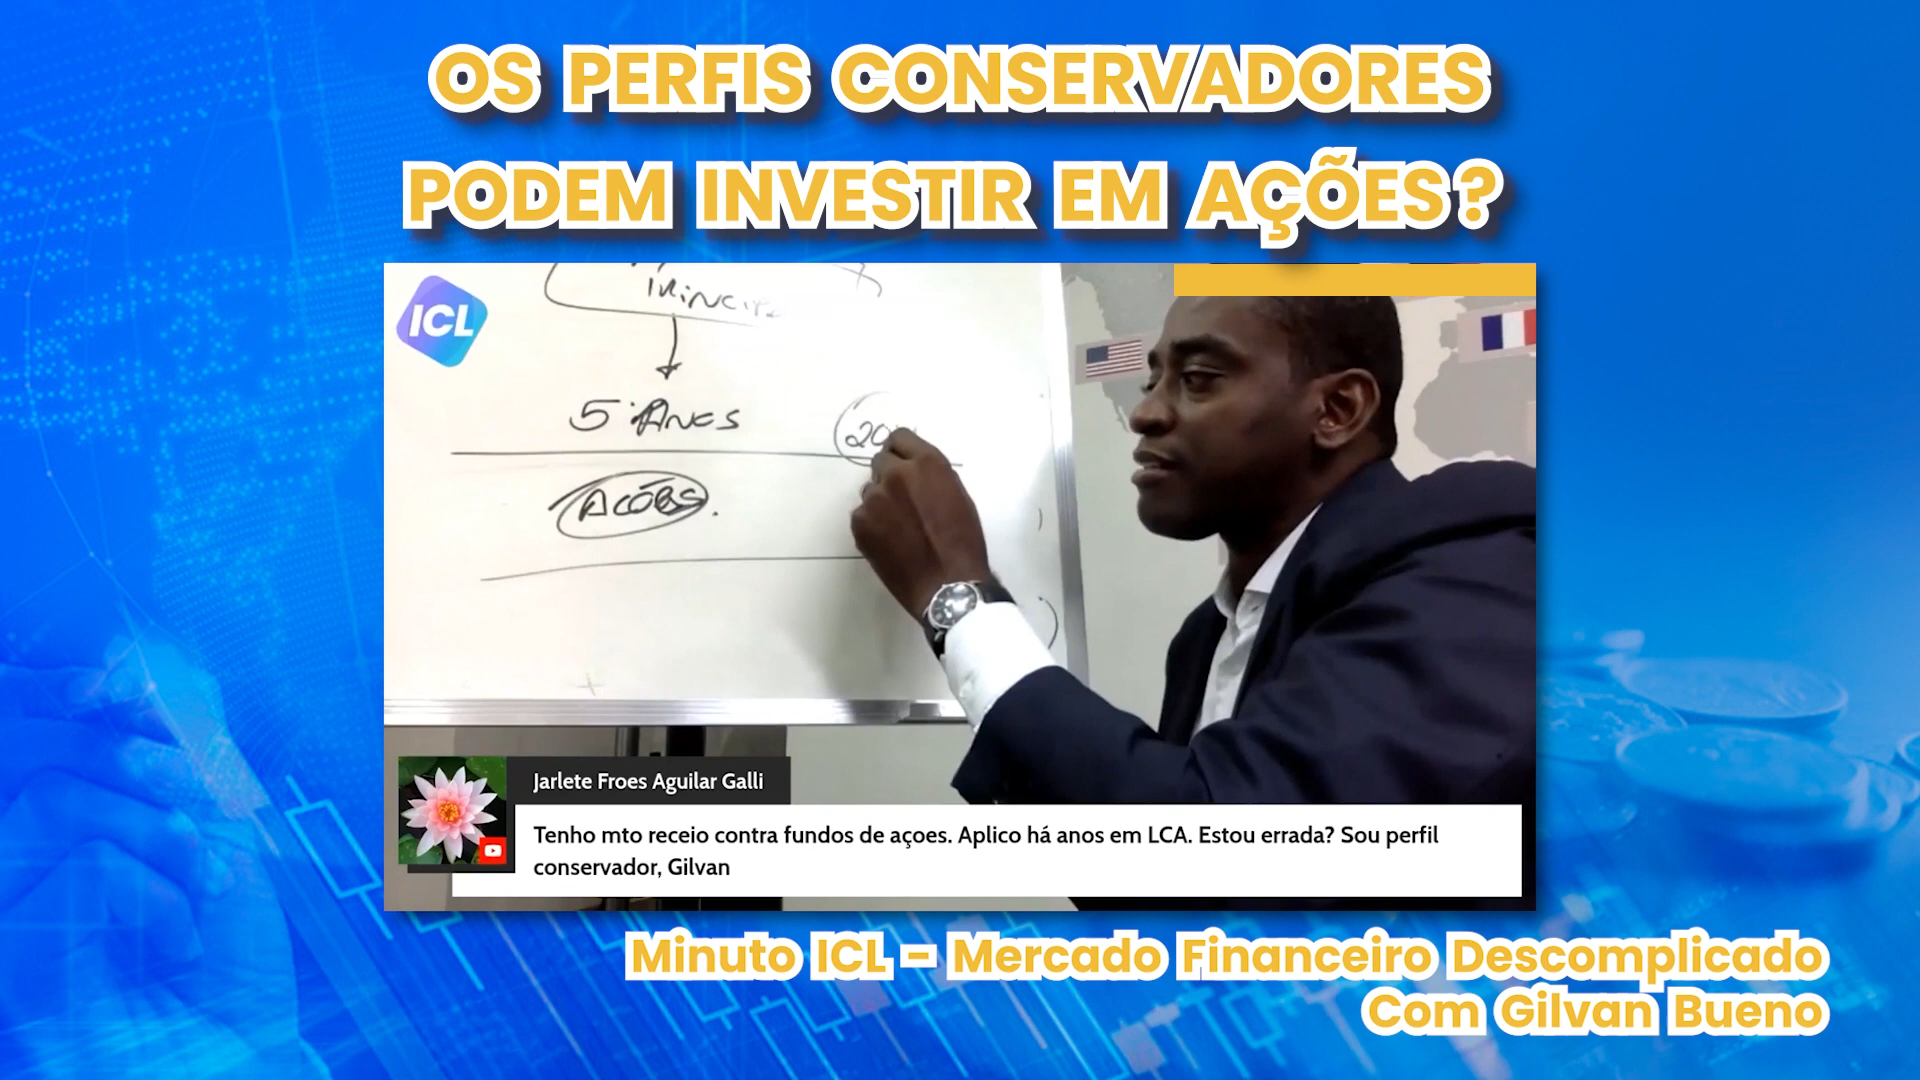 OS PERFIS CONSERVADORES
PODEM INVESTIR EM AÇÕES?
ICL
5 ANOS
AÇÕES.
Jarlete Froes Aguilar Galli
Tenho mto receio contra fundos de açoes. Aplico há anos em LCA. Estou errada? Sou perfil
conservador, Gilvan
Minuto ICL - Mercado Financeiro Descomplicado
Com Gilvan Bueno